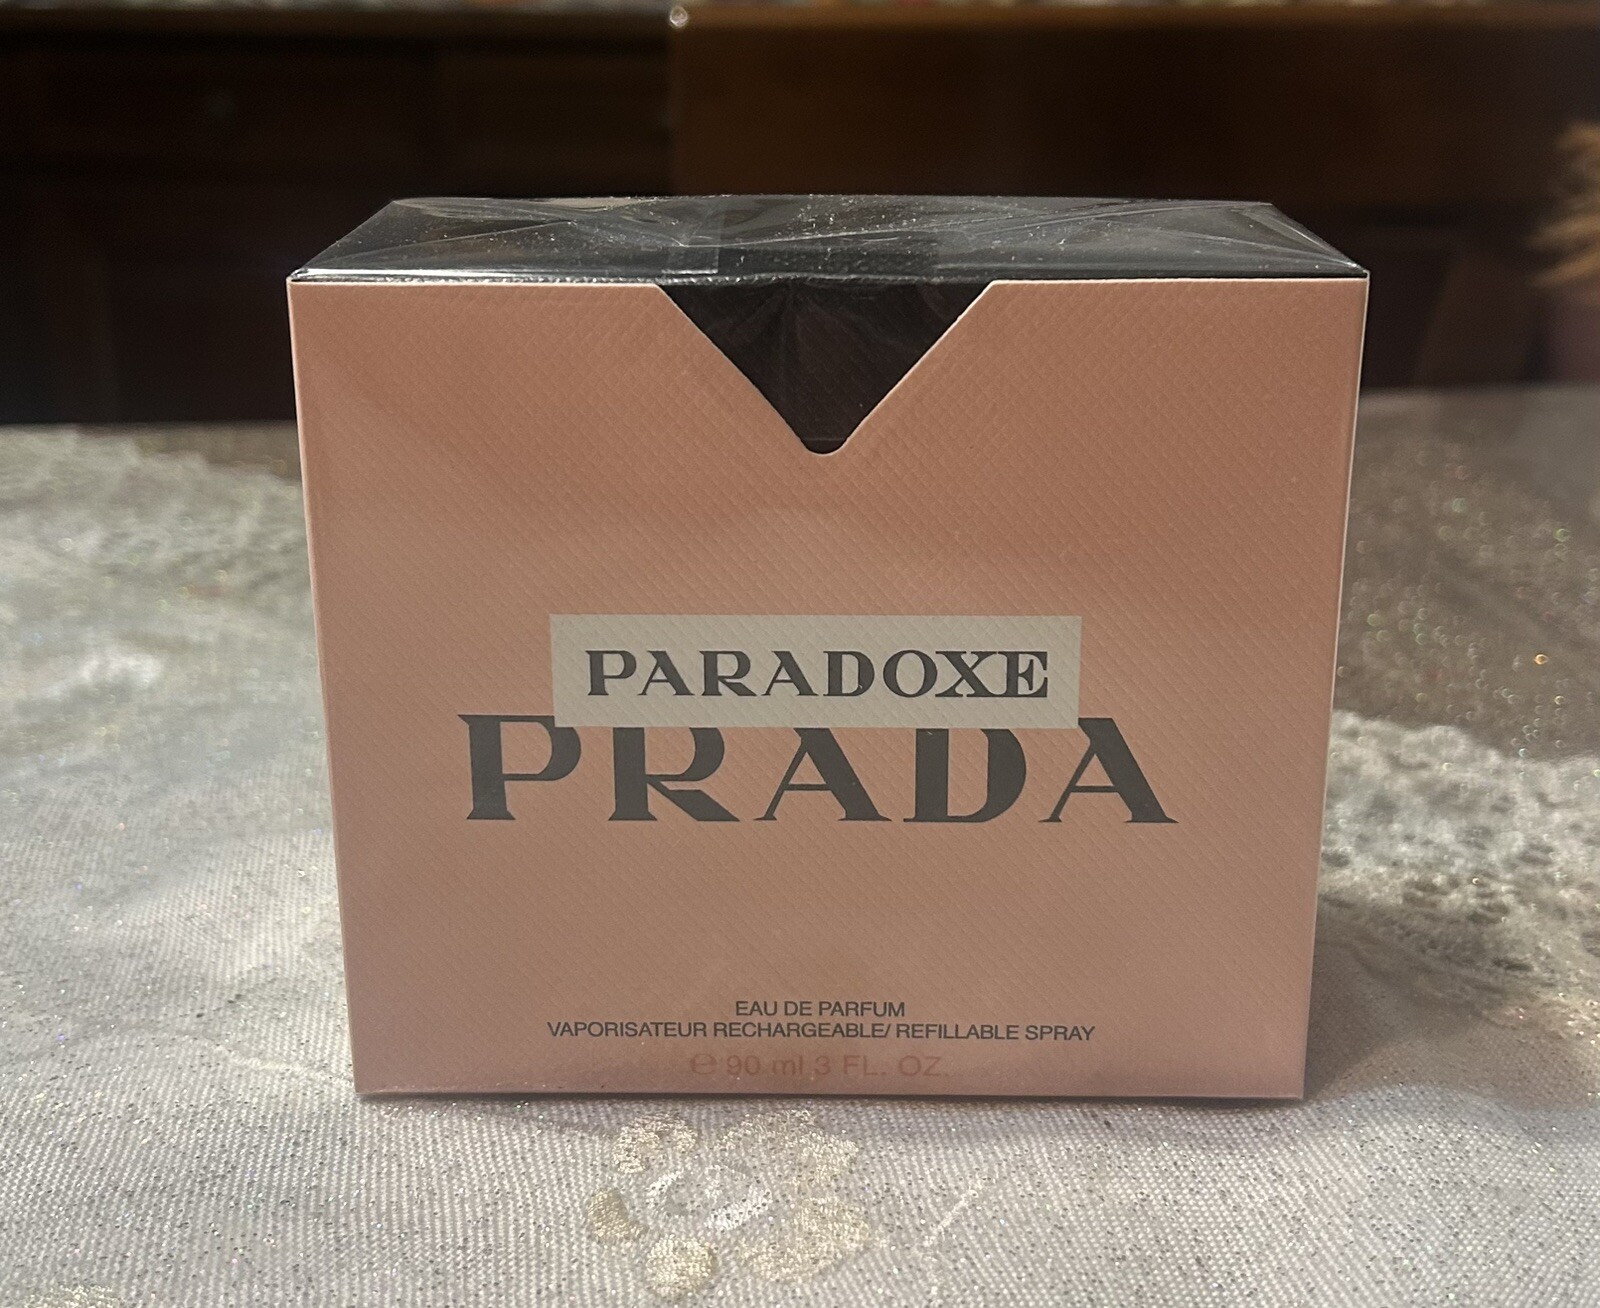 PARADOXE
PRADA
EAU DE PARFUM
VAPORISATEUR RECHARGEABLE/ REFILLABLE SPRAY
℮ 90 ml 3 FL. OZ.